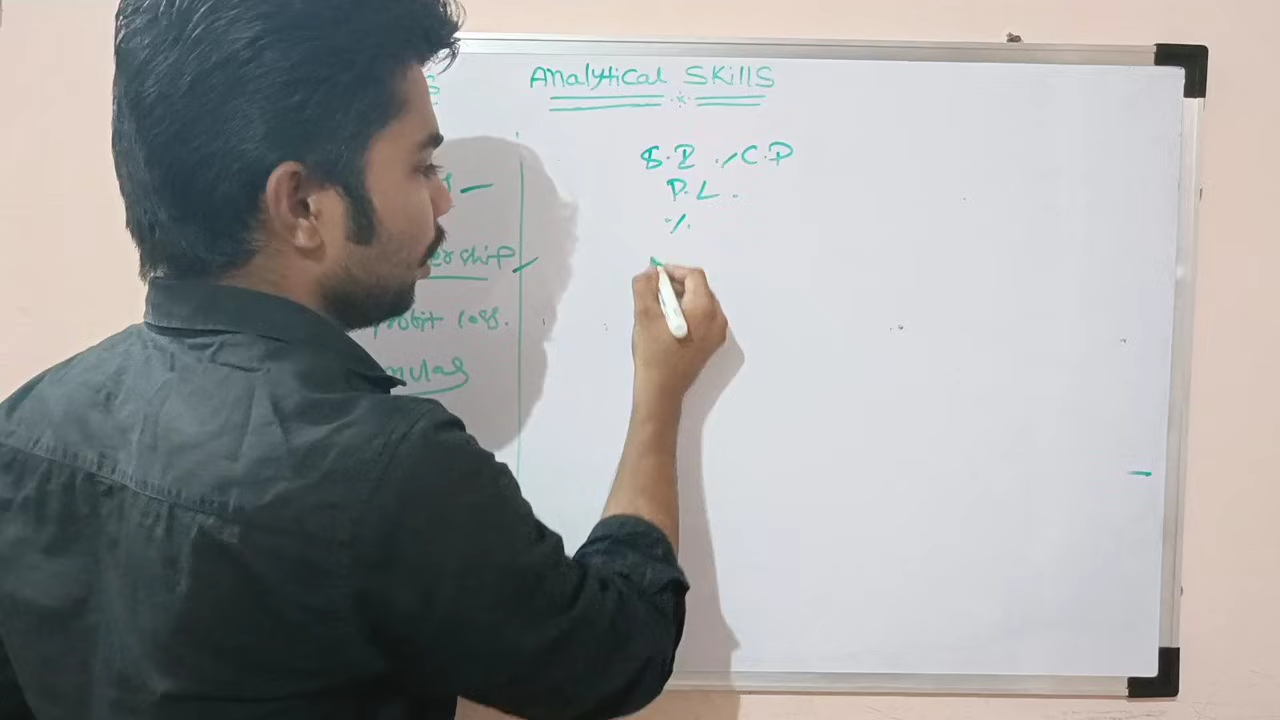 Analytical Skills
S.I ./ C.P
P.L.
%
ership
profit loss.
mulas